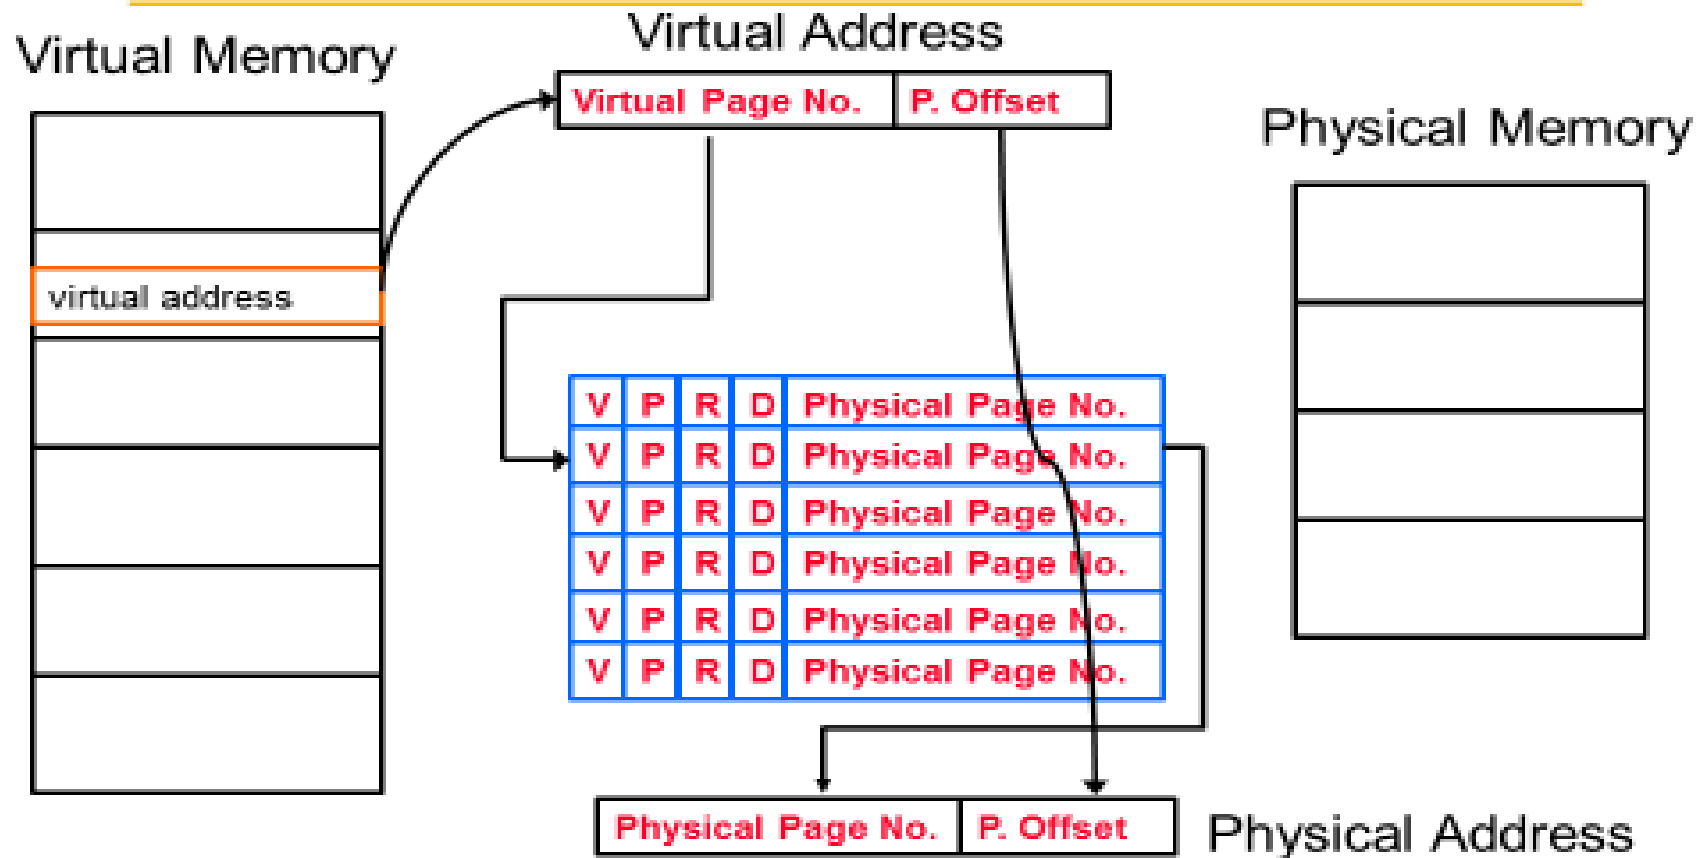 Virtual Address
Virtual Memory
Virtual Page No. P. Offset
Physical Memory
virtual address
V P R D Physical Page No.
V P R D Physical Page No.
V P R D Physical Page No.
V P R D Physical Page No.
V P R D Physical Page No.
V P R D Physical Page No.
Physical Page No. P. Offset
Physical Address